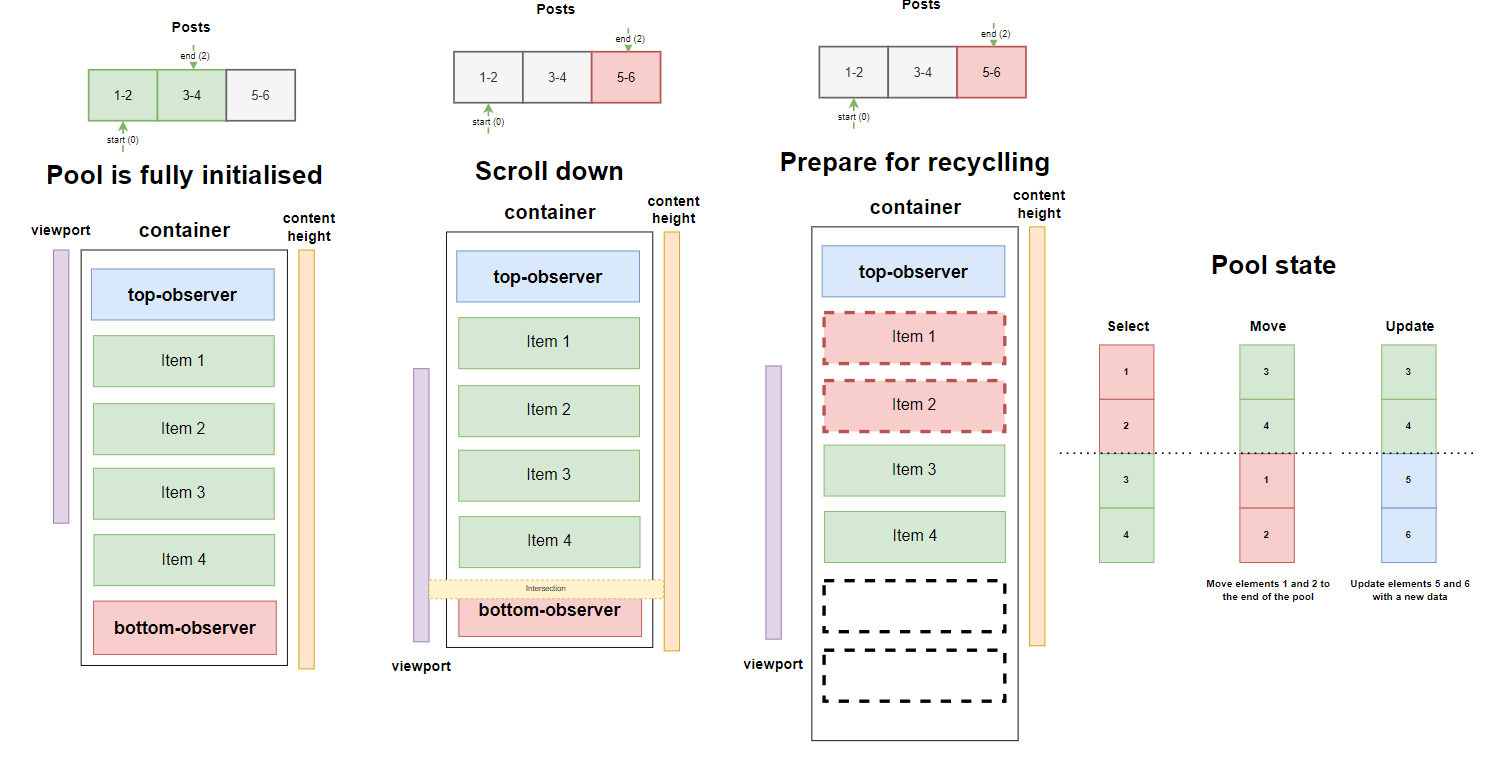 Posts
end (2)
1-2
3-4
5-6
start (0)
Pool is fully initialised
viewport
container
content
height
top-observer
Item 1
Item 2
Item 3
Item 4
bottom-observer
Posts
end (2)
1-2
3-4
5-6
start (0)
Scroll down
container
content
height
top-observer
Item 1
Item 2
Item 3
Item 4
Intersection
bottom-observer
viewport
Posts
end (2)
1-2
3-4
5-6
start (0)
Prepare for recyclling
container
content
height
top-observer
Item 1
Item 2
Item 3
Item 4
viewport
Pool state
Select
1
2
3
4
Move
3
4
1
2
Move elements 1 and 2 to
the end of the pool
Update
3
4
5
6
Update elements 5 and 6
with a new data